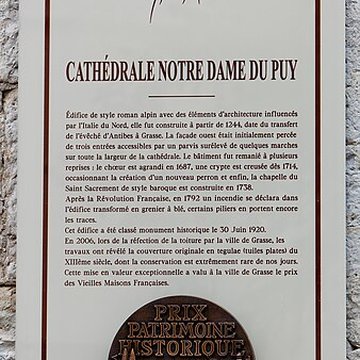 CATHÉDRALE NOTRE DAME DU PUY
Édifice de style roman alpin avec des éléments d'architecture influencés
par l'Italie du Nord, elle fut construite à partir de 1244, date du transfert
de l'évêché d'Antibes à Grasse. La façade ouest était initialement percée
de trois entrées accessibles par un parvis surélevé de quelques marches
sur toute la largeur de la cathédrale. Le bâtiment fut remanié à plusieurs
reprises : le chœur est agrandi en 1687, une crypte est creusée dès 1714,
occasionnant la création d'un nouveau perron et enfin, la chapelle du
Saint Sacrement de style baroque est construite en 1738.
Après la Révolution Française, en 1792 un incendie se déclara dans
l'édifice transformé en grenier à blé, certains piliers en portent encore
les traces.
Cet édifice a été classé monument historique le 30 Juin 1920.
En 2006, lors de la réfection de la toiture par la ville de Grasse, les
travaux ont révélé la couverture originale en tegulae (tuiles plates) du
XIIIème siècle, dont la conservation est extrêmement rare de nos jours.
Cette mise en valeur exceptionnelle a valu à la ville de Grasse le prix
des Vieilles Maisons Françaises.
PRIX
PATRIMOINE
HISTORIQUE